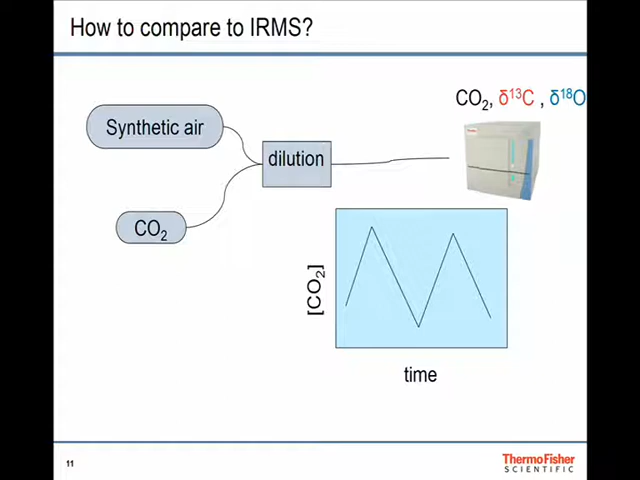 How to compare to IRMS?
CO₂, δ¹³C , δ¹⁸O
Synthetic air
dilution
CO₂
[CO₂]
time
11
ThermoFisher
SCIENTIFIC